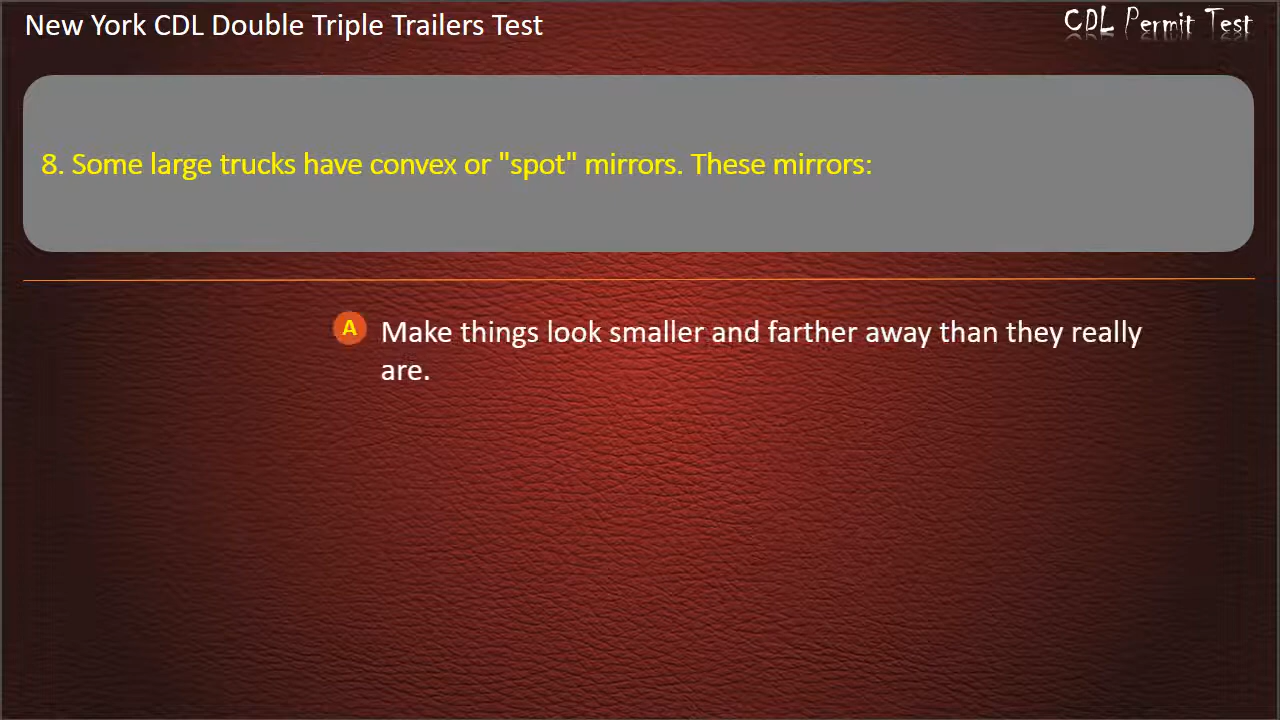 New York CDL Double Triple Trailers Test
CDL Permit Test
8. Some large trucks have convex or "spot" mirrors. These mirrors:
A Make things look smaller and farther away than they really
are.